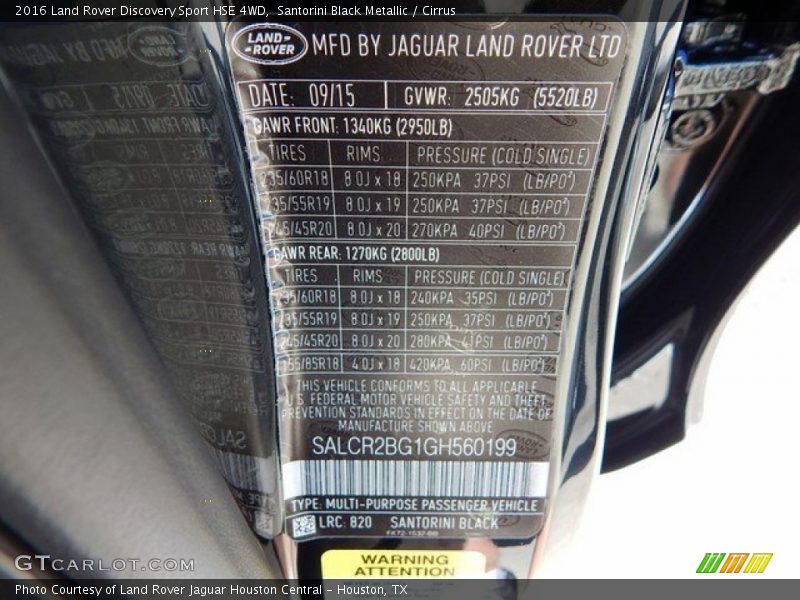 2016 Land Rover Discovery Sport HSE 4WD, Santorini Black Metallic / Cirrus
LAND-ROVER MFD BY JAGUAR LAND ROVER LTD
DATE: 09/15 GVWR: 2505KG (5520LB)
GAWR FRONT: 1340KG (2950LB)
TIRES RIMS PRESSURE (COLD SINGLE)
235/60R18 8.0J x 18 250KPA 37PSI (LB/PO²)
235/55R19 8.0J x 19 250KPA 37PSI (LB/PO²)
245/45R20 8.0J x 20 270KPA 40PSI (LB/PO²)
GAWR REAR: 1270KG (2800LB)
TIRES RIMS PRESSURE (COLD SINGLE)
235/60R18 8.0J x 18 240KPA 35PSI (LB/PO²)
235/55R19 8.0J x 19 250KPA 37PSI (LB/PO²)
245/45R20 8.0J x 20 280KPA 41PSI (LB/PO²)
155/85R18 4.0J x 18 420KPA 60PSI (LB/PO²)
THIS VEHICLE CONFORMS TO ALL APPLICABLE
U.S. FEDERAL MOTOR VEHICLE SAFETY AND THEFT
PREVENTION STANDARDS IN EFFECT ON THE DATE OF
MANUFACTURE SHOWN ABOVE
SALCR2BG1GH560199
TYPE: MULTI-PURPOSE PASSENGER VEHICLE
LRC: 820 SANTORINI BLACK
WARNING
ATTENTION
GTCARLOT.COM
Photo Courtesy of Land Rover Jaguar Houston Central - Houston, TX